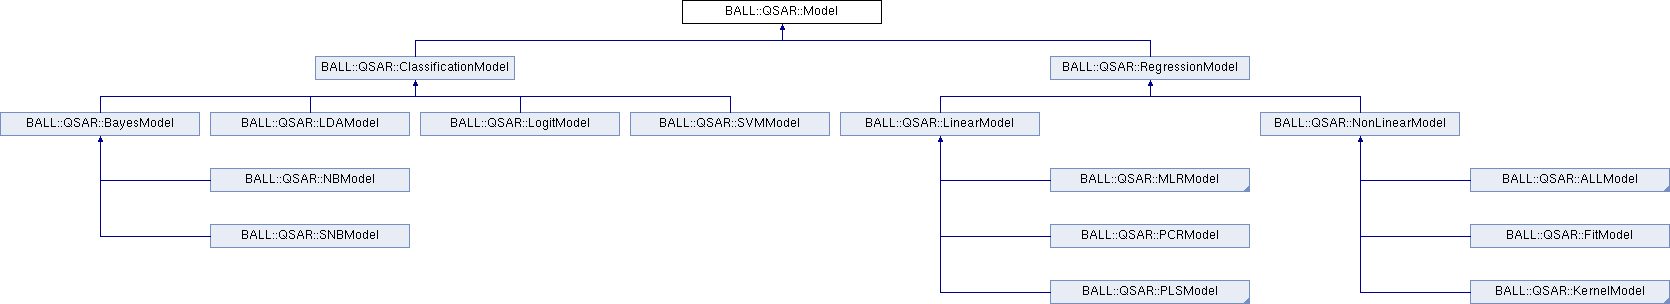 BALL::QSAR::Model
BALL::QSAR::ClassificationModel
BALL::QSAR::RegressionModel
BALL::QSAR::BayesModel
BALL::QSAR::LDAModel
BALL::QSAR::LogitModel
BALL::QSAR::SVMModel
BALL::QSAR::LinearModel
BALL::QSAR::NonLinearModel
BALL::QSAR::NBModel
BALL::QSAR::MLRModel
BALL::QSAR::ALLModel
BALL::QSAR::SNBModel
BALL::QSAR::PCRModel
BALL::QSAR::FitModel
BALL::QSAR::PLSModel
BALL::QSAR::KernelModel